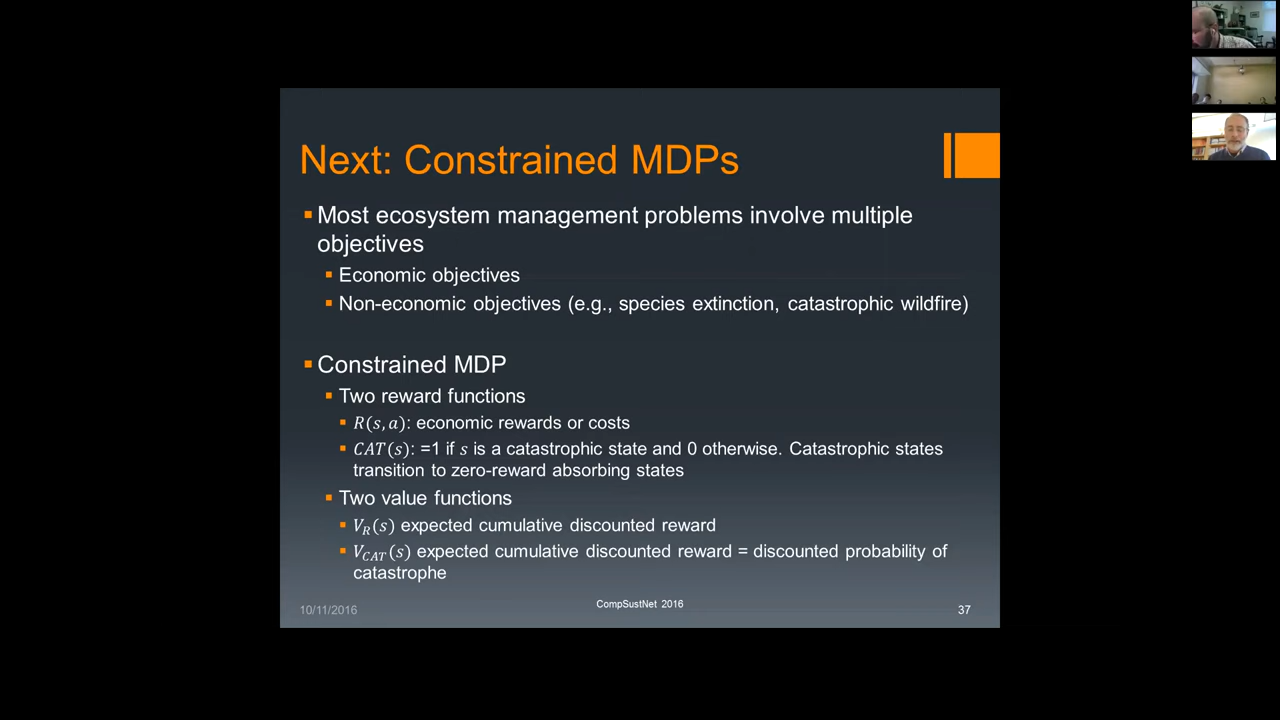 Next: Constrained MDPs
▪ Most ecosystem management problems involve multiple
objectives
▪ Economic objectives
▪ Non-economic objectives (e.g., species extinction, catastrophic wildfire)
▪ Constrained MDP
▪ Two reward functions
▪ R(s, a): economic rewards or costs
▪ CAT(s): =1 if s is a catastrophic state and 0 otherwise. Catastrophic states
transition to zero-reward absorbing states
▪ Two value functions
▪ V_R(s) expected cumulative discounted reward
▪ V_CAT(s) expected cumulative discounted reward = discounted probability of
catastrophe
10/11/2016
CompSustNet 2016
37